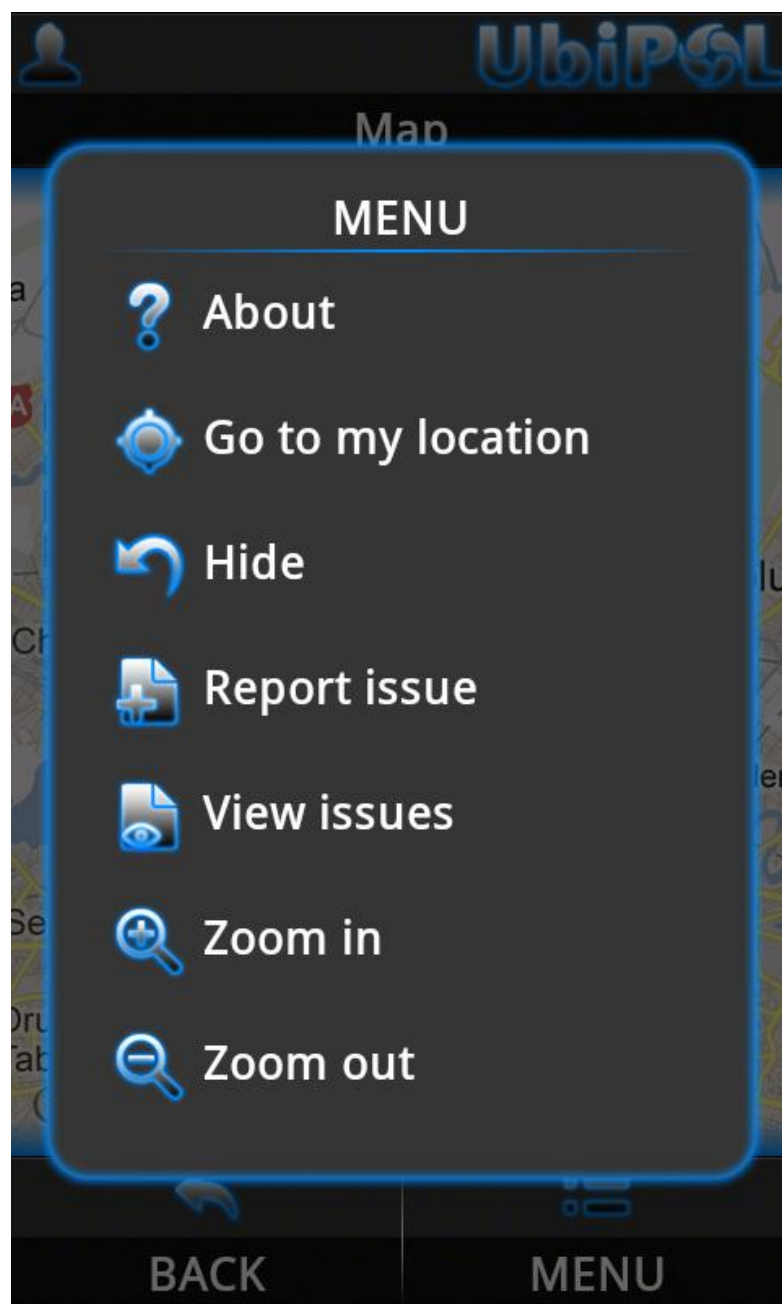 UbiPOL
Map
MENU
About
Go to my location
Hide
Report issue
View issues
Zoom in
Zoom out
BACK
MENU